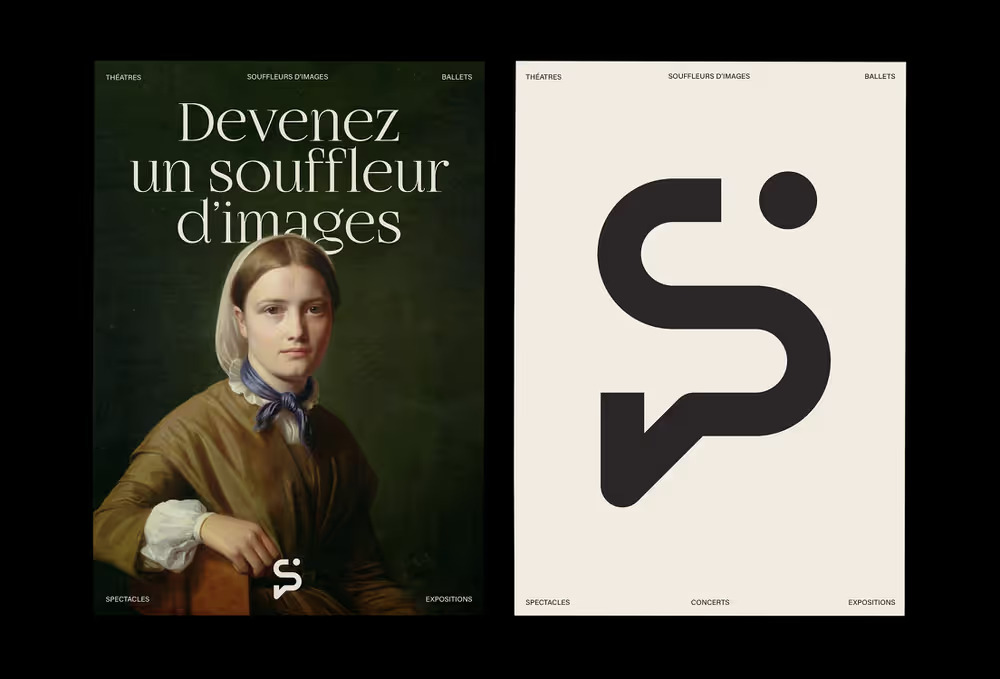 THÉATRES
SOUFFLEURS D'IMAGES
BALLETS
Devenez
un souffleur
d'images
SPECTACLES
EXPOSITIONS
THÉATRES
SOUFFLEURS D'IMAGES
BALLETS
SPECTACLES
CONCERTS
EXPOSITIONS